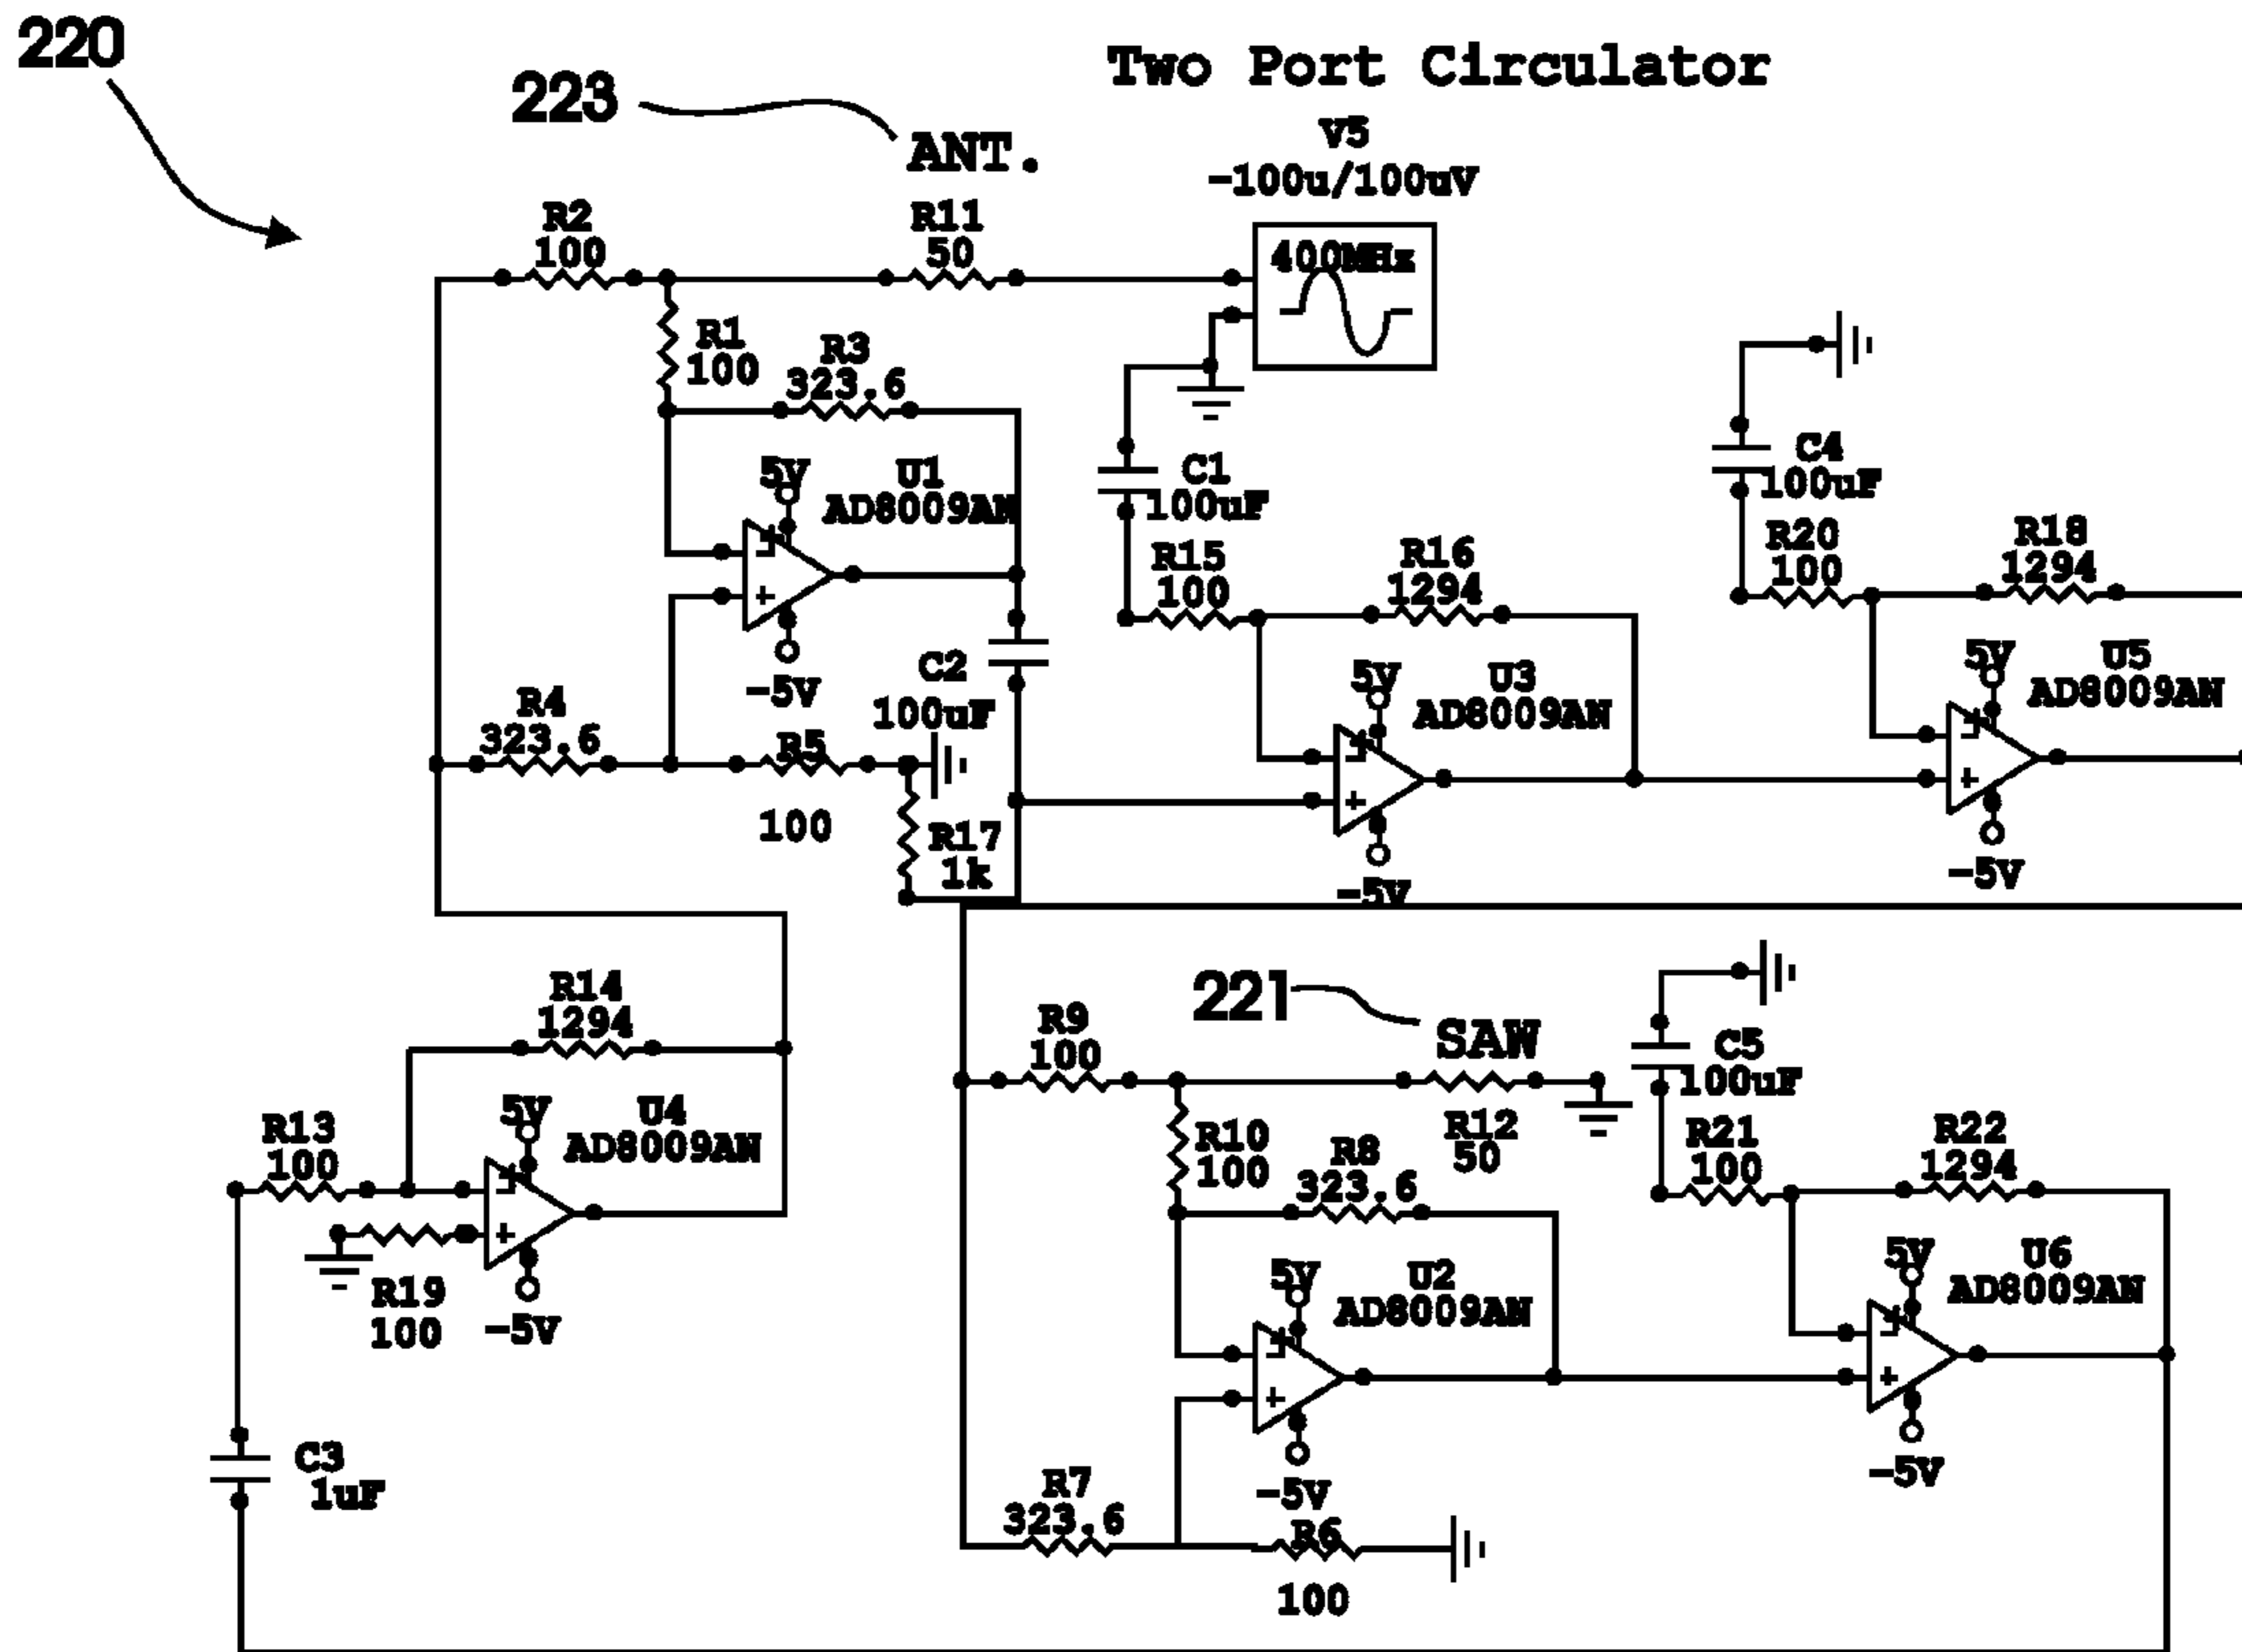 220
223
Two Port Circulator
ANT.
V5
-100u/100uV
400MHz
R2
100
R11
50
R1
100
R3
323.6
5V
U1
AD8009AN
-
+
-5V
C1
100uF
C4
100uF
R15
100
R16
1294
R20
100
R18
1294
C2
100uF
5V
U3
AD8009AN
-
+
-5V
5V
U5
AD8009AN
-
+
-5V
R4
323.6
R5
100
R17
1k
R14
1294
221
SAW
R9
100
C5
100uF
R13
100
5V
U4
AD8009AN
-
+
-5V
R19
100
R10
100
R8
323.6
R12
50
R21
100
R22
1294
5V
U2
AD8009AN
-
+
-5V
5V
U6
AD8009AN
-
+
-5V
C3
1uF
R7
323.6
R6
100